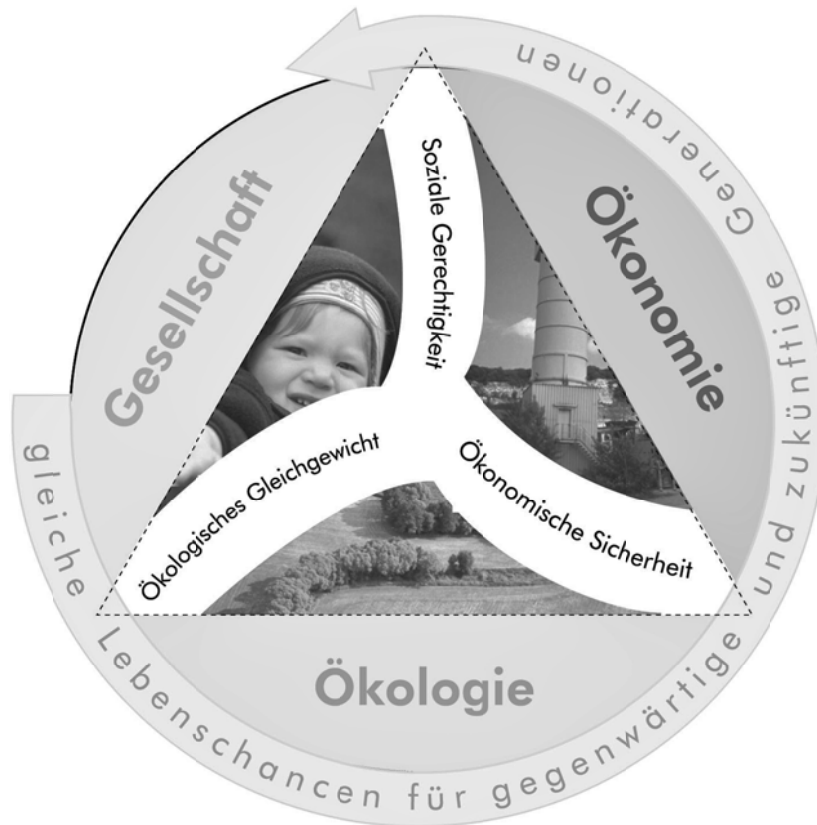 gleiche Lebenschancen für gegenwärtige und zukünftige Generationen
Gesellschaft
Ökonomie
Ökologie
Soziale Gerechtigkeit
Ökologisches Gleichgewicht
Ökonomische Sicherheit